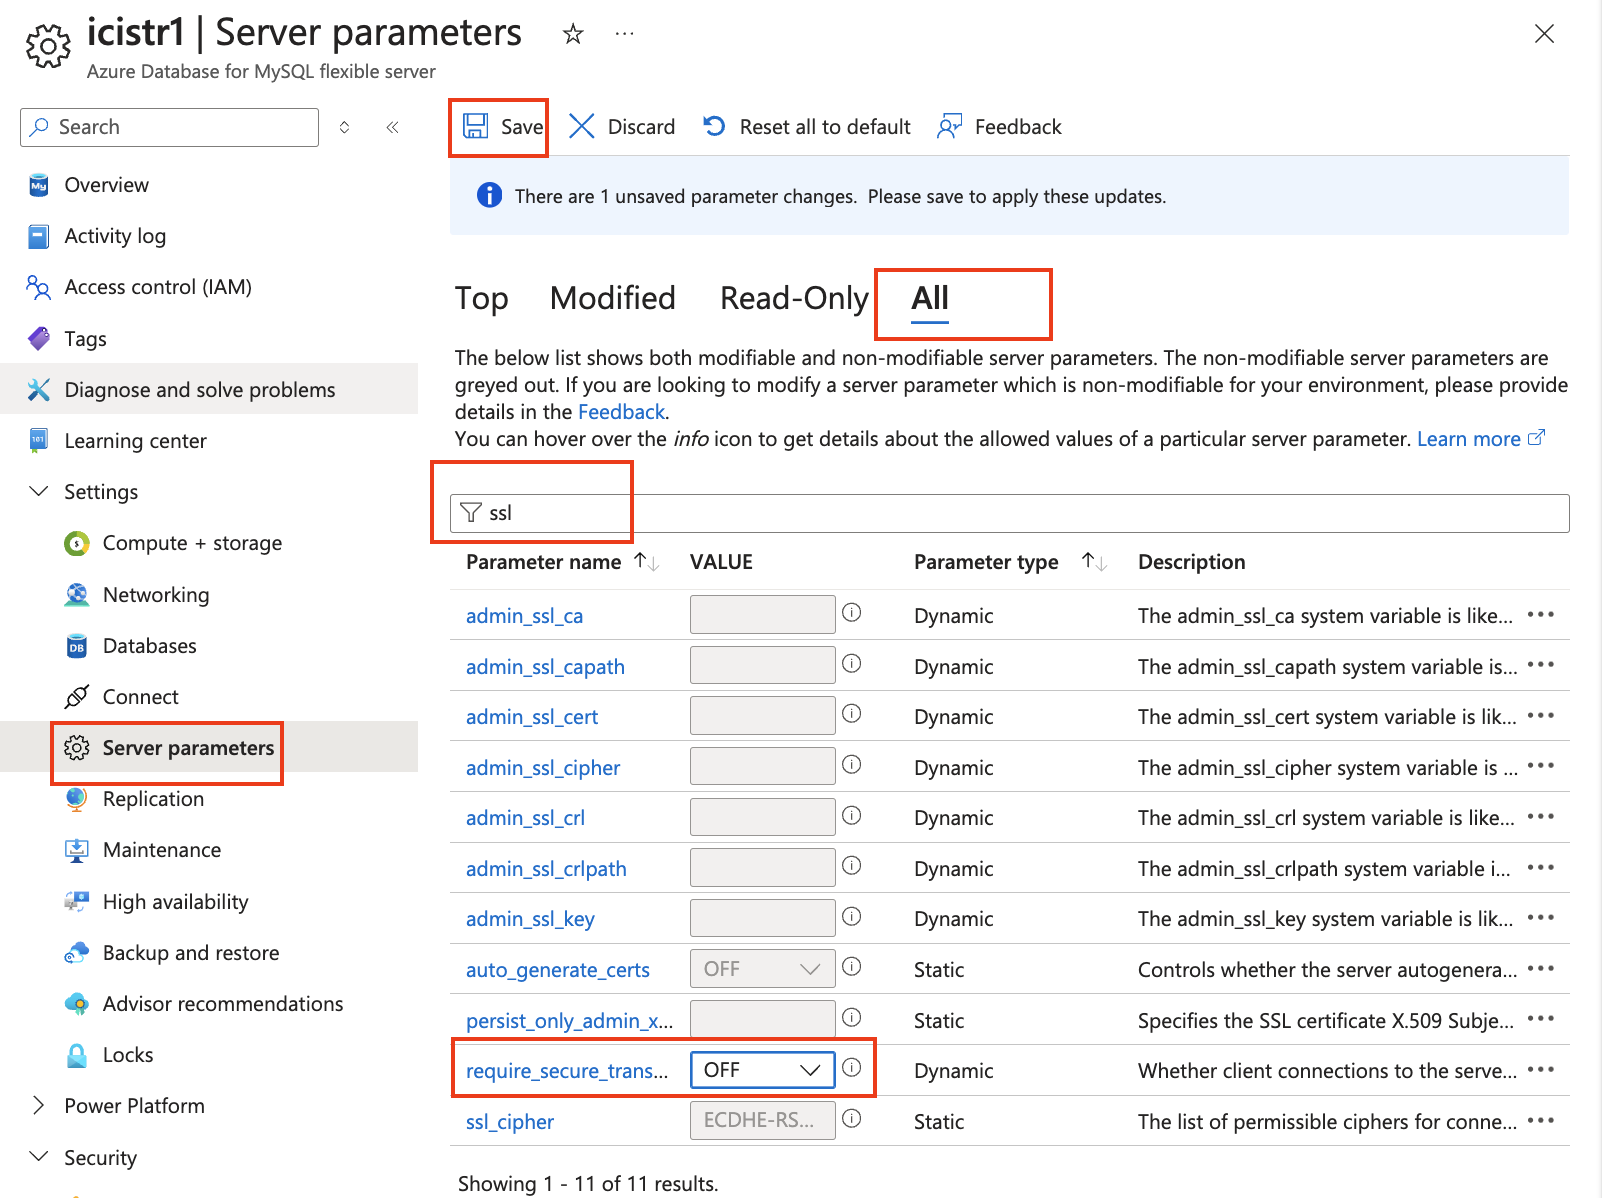 icistr1 | Server parameters
Azure Database for MySQL flexible server
Search
Overview
Activity log
Access control (IAM)
Tags
Diagnose and solve problems
Learning center
Settings
Compute + storage
Networking
Databases
Connect
Server parameters
Replication
Maintenance
High availability
Backup and restore
Advisor recommendations
Locks
Power Platform
Security
Save Discard Reset all to default Feedback
There are 1 unsaved parameter changes. Please save to apply these updates.
Top Modified Read-Only All
The below list shows both modifiable and non-modifiable server parameters. The non-modifiable server parameters are
greyed out. If you are looking to modify a server parameter which is non-modifiable for your environment, please provide
details in the Feedback.
You can hover over the info icon to get details about the allowed values of a particular server parameter. Learn more
ssl
Parameter name VALUE Parameter type Description
admin_ssl_ca Dynamic The admin_ssl_ca system variable is like...
admin_ssl_capath Dynamic The admin_ssl_capath system variable is...
admin_ssl_cert Dynamic The admin_ssl_cert system variable is lik...
admin_ssl_cipher Dynamic The admin_ssl_cipher system variable is ...
admin_ssl_crl Dynamic The admin_ssl_crl system variable is like...
admin_ssl_crlpath Dynamic The admin_ssl_crlpath system variable i...
admin_ssl_key Dynamic The admin_ssl_key system variable is lik...
auto_generate_certs OFF Static Controls whether the server autogenera...
persist_only_admin_x... Static Specifies the SSL certificate X.509 Subje...
require_secure_trans... OFF Dynamic Whether client connections to the serve...
ssl_cipher ECDHE-RS... Static The list of permissible ciphers for conne...
Showing 1 - 11 of 11 results.